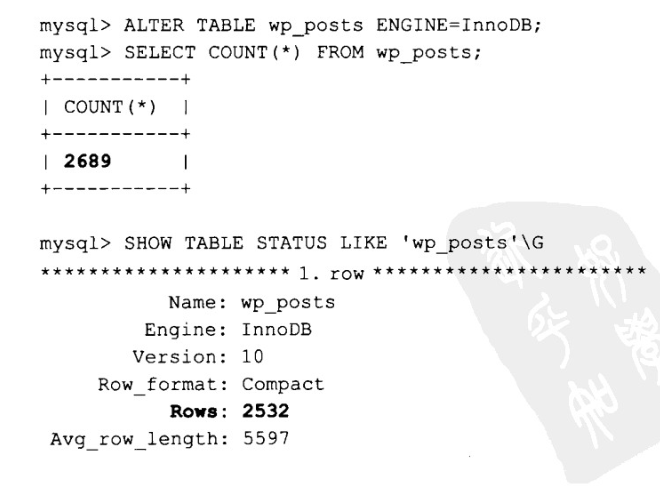 mysql> ALTER TABLE wp_posts ENGINE=InnoDB;
mysql> SELECT COUNT(*) FROM wp_posts;
+-----------+
| COUNT(*)  |
+-----------+
| 2689      |
+-----------+
mysql> SHOW TABLE STATUS LIKE 'wp_posts'\G
********************* 1. row ***********************
Name: wp_posts
Engine: InnoDB
Version: 10
Row_format: Compact
Rows: 2532
Avg_row_length: 5597